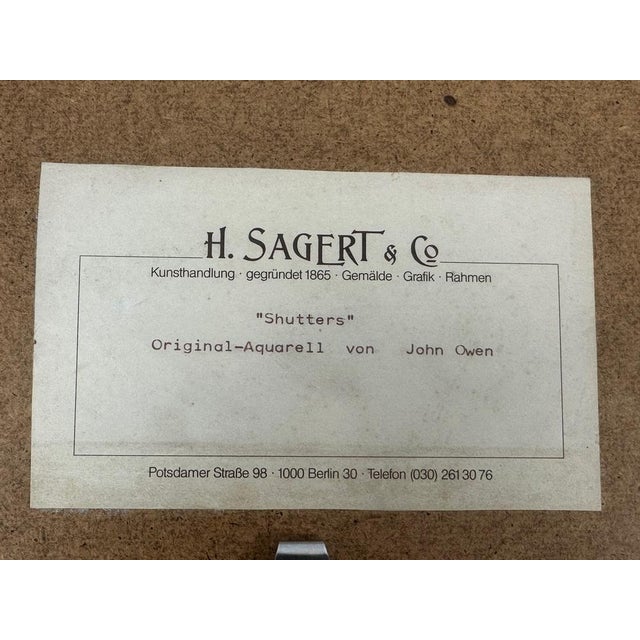 H. SAGERT & Co
Kunsthandlung · gegründet 1865 · Gemälde · Grafik · Rahmen
"Shutters"
Original-Aquarell von John Owen
Potsdamer Straße 98 · 1000 Berlin 30 · Telefon (030) 261 30 76